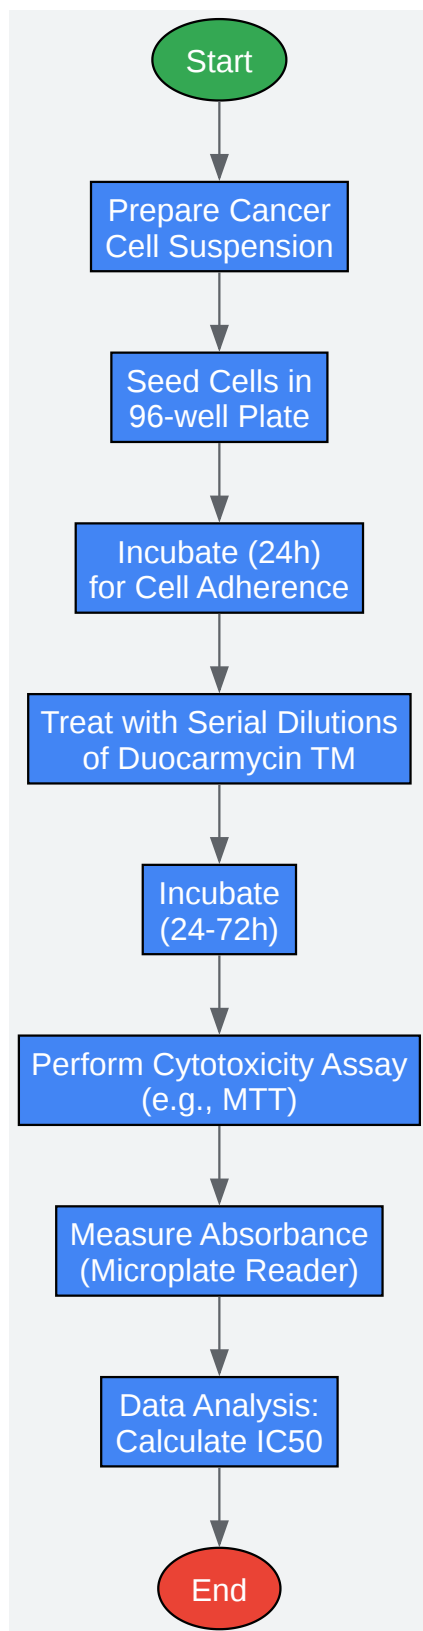 Start
Prepare Cancer
Cell Suspension
Seed Cells in
96-well Plate
Incubate (24h)
for Cell Adherence
Treat with Serial Dilutions
of Duocarmycin TM
Incubate
(24-72h)
Perform Cytotoxicity Assay
(e.g., MTT)
Measure Absorbance
(Microplate Reader)
Data Analysis:
Calculate IC50
End